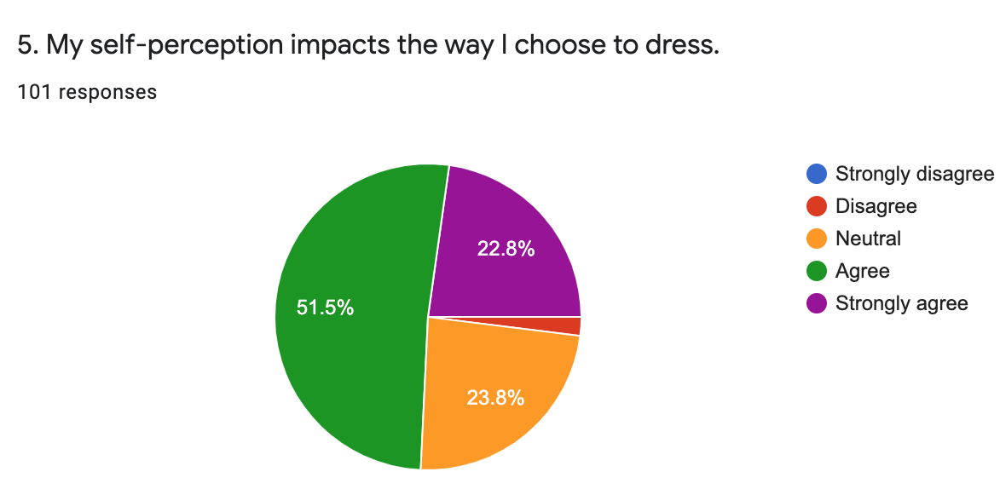 5. My self-perception impacts the way I choose to dress.
101 responses
Strongly disagree
Disagree
Neutral
Agree
Strongly agree
22.8%
51.5%
23.8%